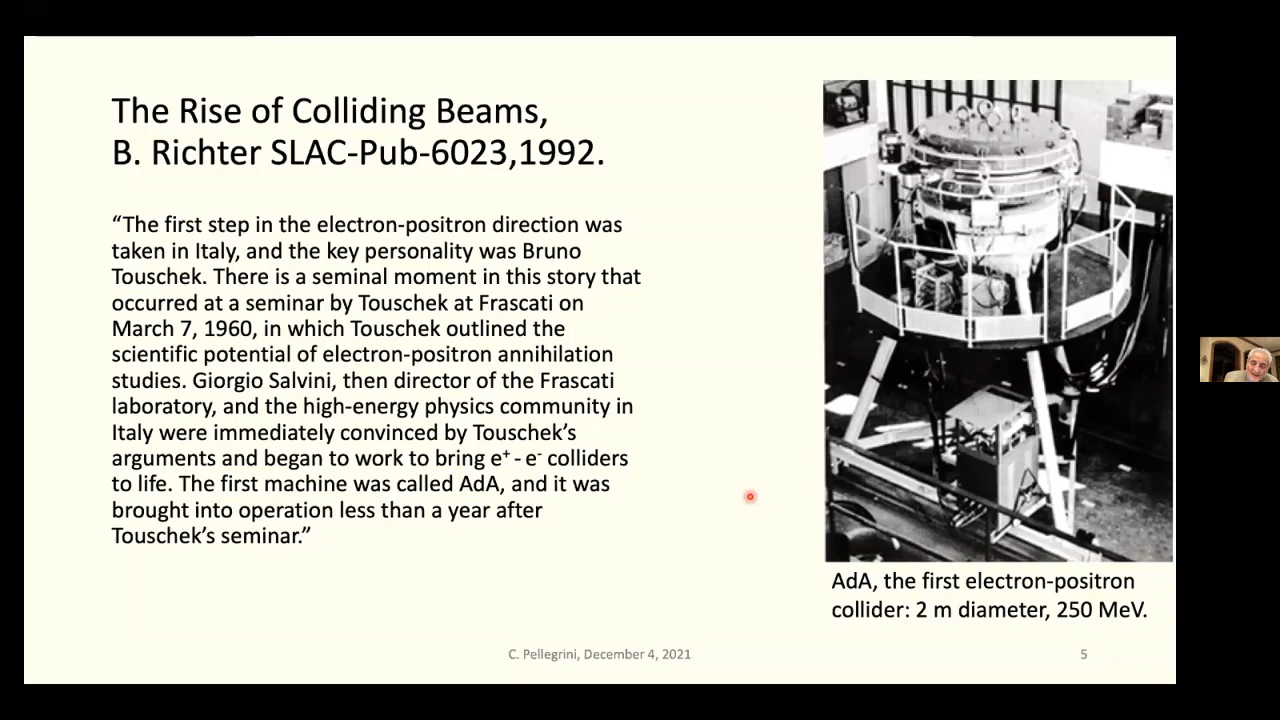 The Rise of Colliding Beams,
B. Richter SLAC-Pub-6023,1992.
“The first step in the electron-positron direction was
taken in Italy, and the key personality was Bruno
Touschek. There is a seminal moment in this story that
occurred at a seminar by Touschek at Frascati on
March 7, 1960, in which Touschek outlined the
scientific potential of electron-positron annihilation
studies. Giorgio Salvini, then director of the Frascati
laboratory, and the high-energy physics community in
Italy were immediately convinced by Touschek’s
arguments and began to work to bring e⁺ - e⁻ colliders
to life. The first machine was called AdA, and it was
brought into operation less than a year after
Touschek’s seminar.”
AdA, the first electron-positron
collider: 2 m diameter, 250 MeV.
C. Pellegrini, December 4, 2021
5